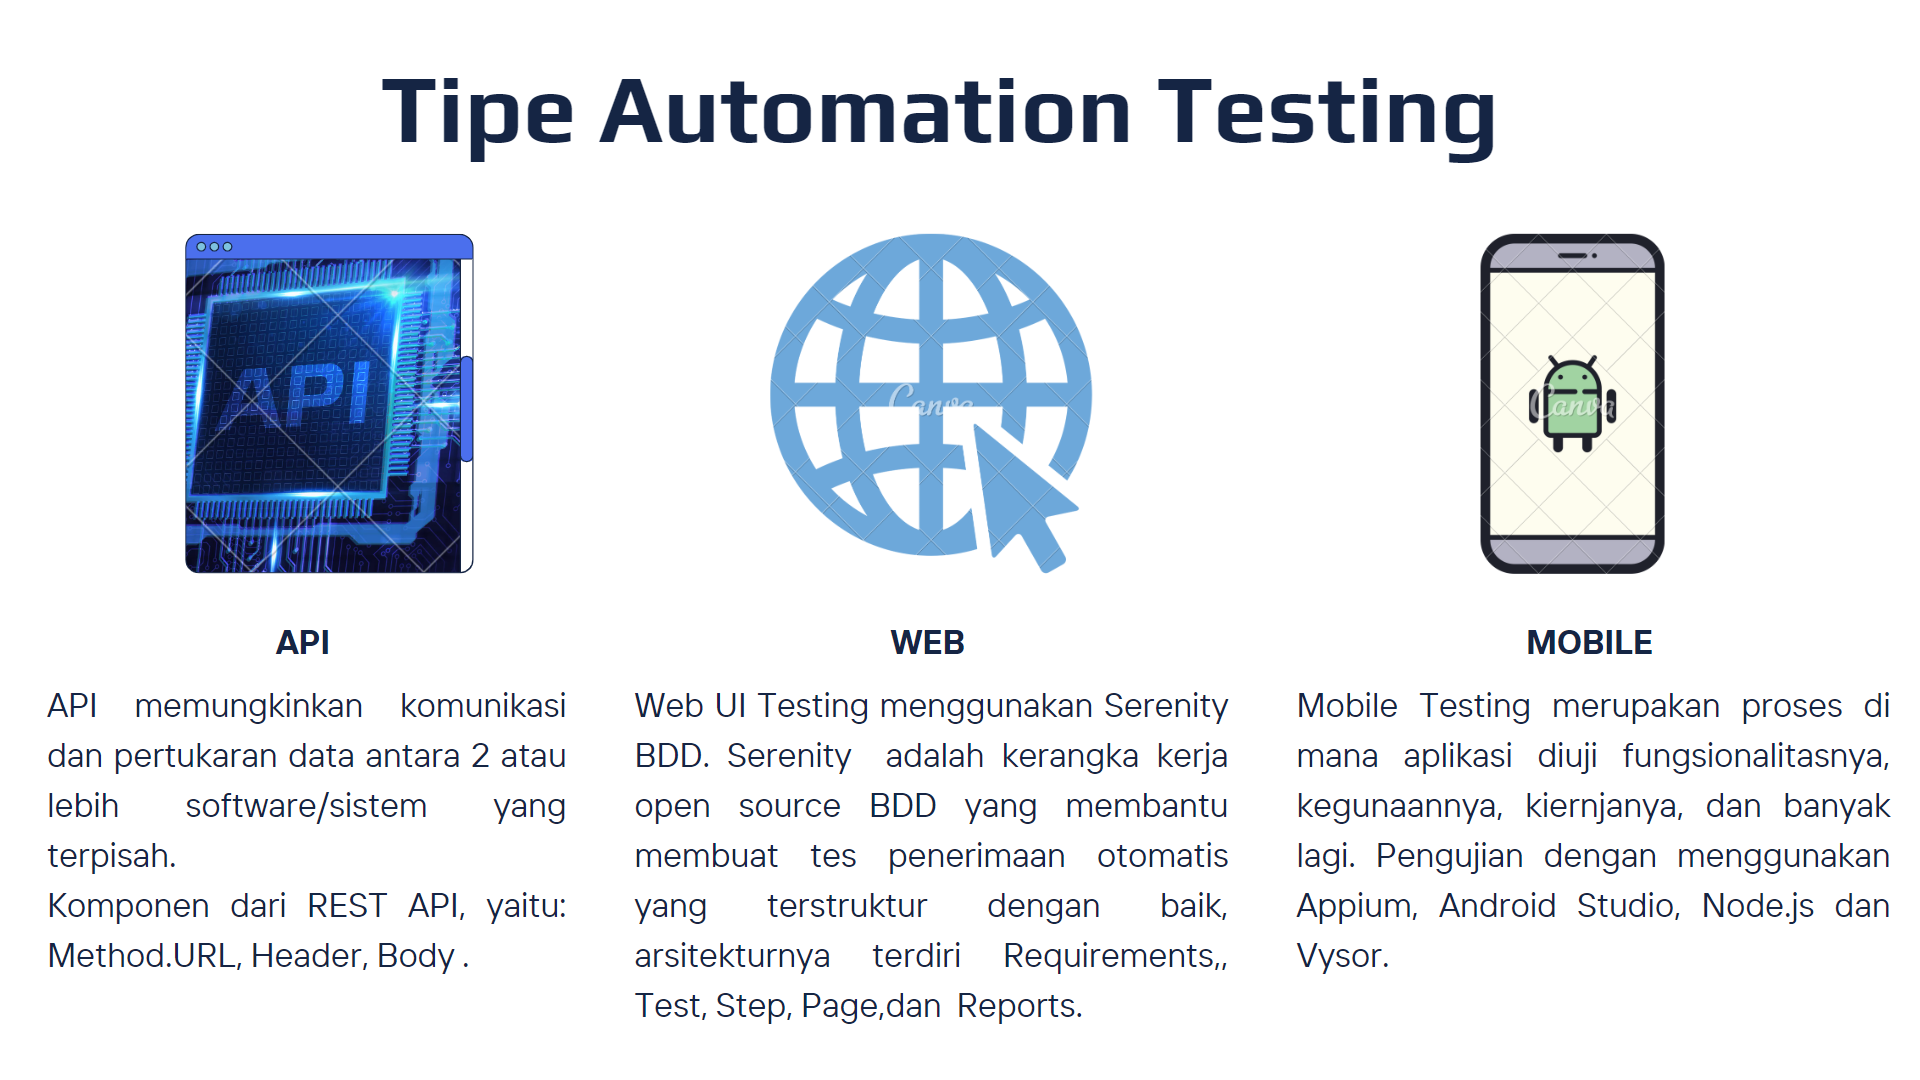 Tipe Automation Testing
API
Canva
Canva
API
API memungkinkan komunikasi
dan pertukaran data antara 2 atau
lebih software/sistem yang
terpisah.
Komponen dari REST API, yaitu:
Method.URL, Header, Body .
WEB
Web UI Testing menggunakan Serenity
BDD. Serenity  adalah kerangka kerja
open source BDD yang membantu
membuat tes penerimaan otomatis
yang terstruktur dengan baik,
arsitekturnya terdiri Requirements,,
Test, Step, Page,dan  Reports.
MOBILE
Mobile Testing merupakan proses di
mana aplikasi diuji fungsionalitasnya,
kegunaannya, kiernjanya, dan banyak
lagi. Pengujian dengan menggunakan
Appium, Android Studio, Node.js dan
Vysor.